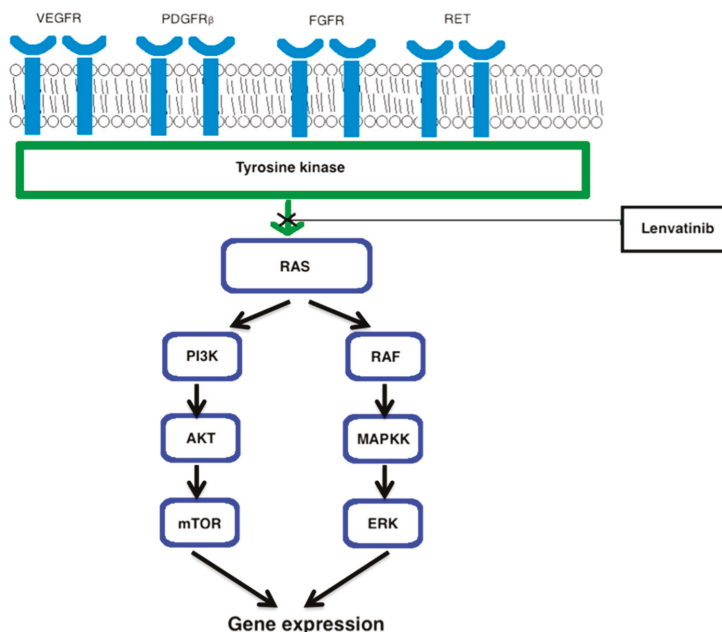 VEGFR PDGFRβ FGFR RET
Tyrosine kinase
Lenvatinib
RAS
PI3K RAF
AKT MAPKK
mTOR ERK
Gene expression